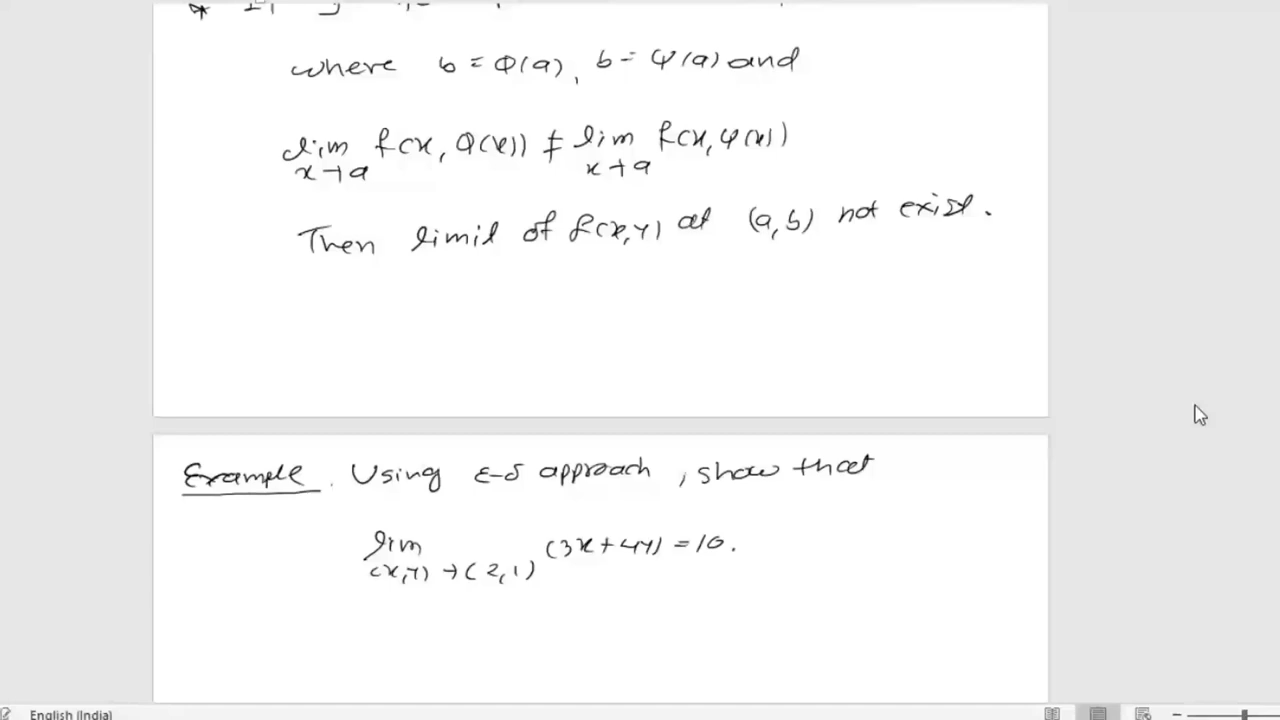 where b = Φ(a), b = Ψ(a) and
lim f(x, Φ(x)) ≠ lim f(x, Ψ(x))
x→a x→a
Then limit of f(x,y) at (a,b) not exist.
Example. Using ε-δ approach, show that
lim (3x+4y) = 10.
(x,y)→(2,1)
English (India)